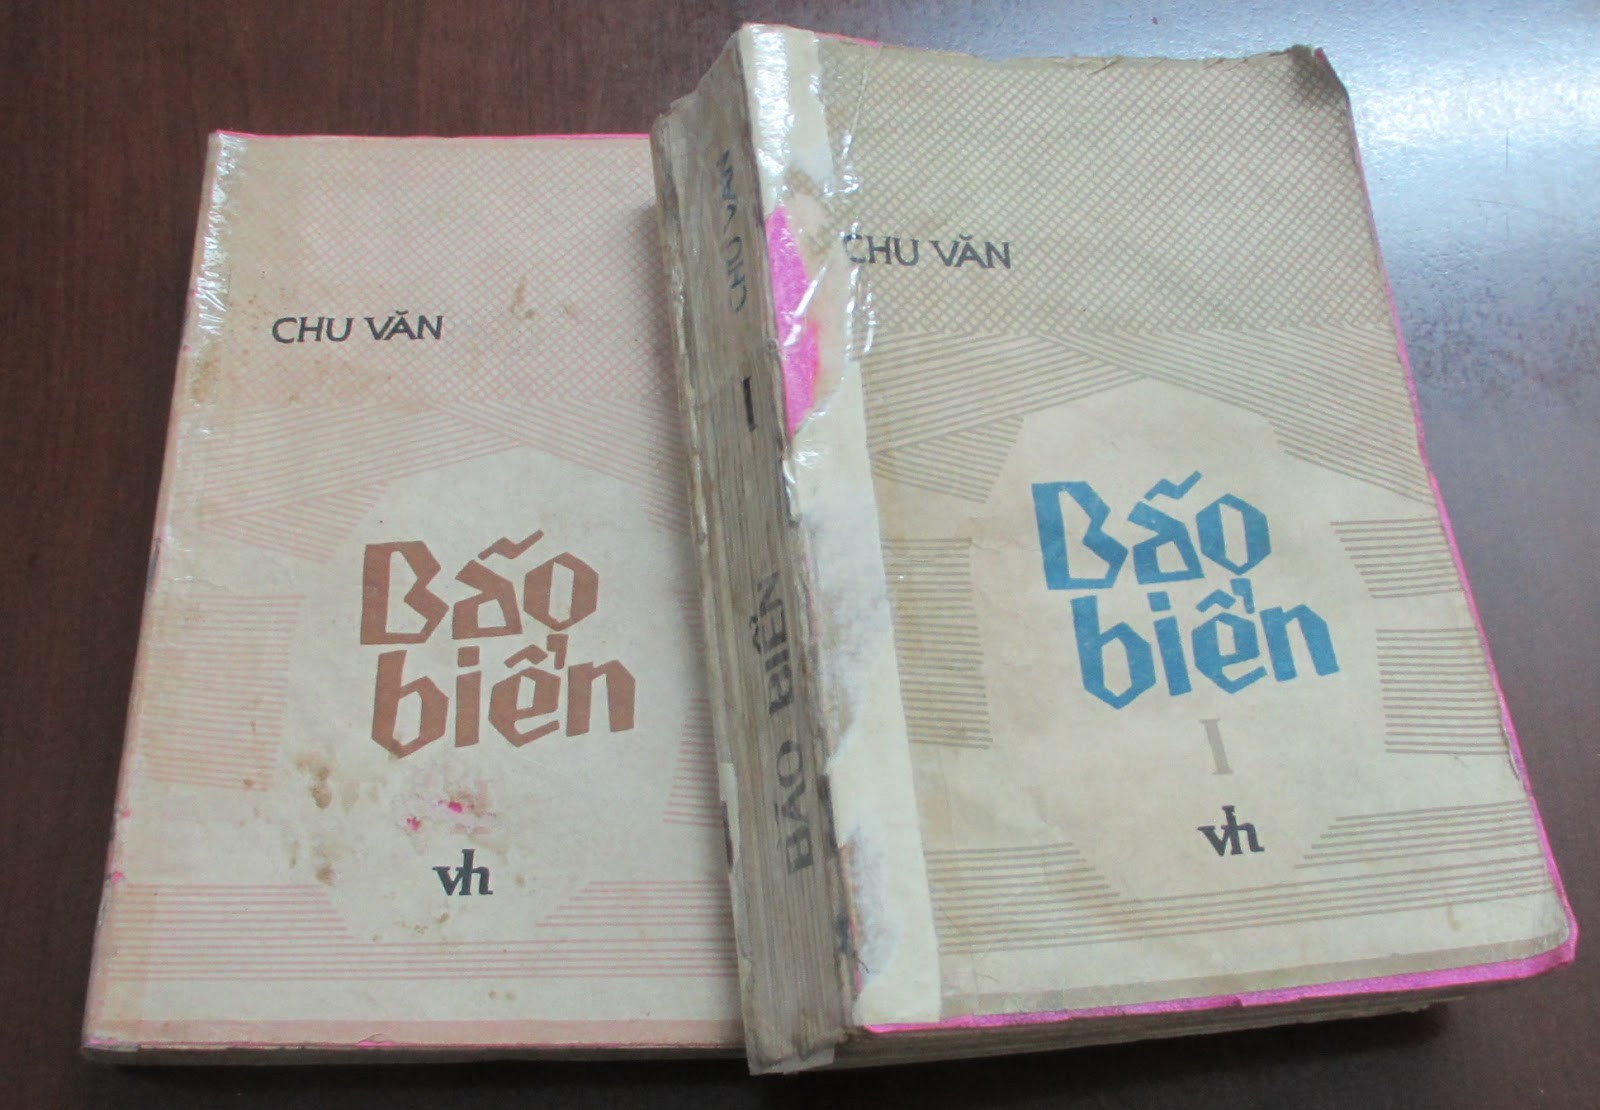 CHU VĂN
Bão
biển
vh
CHU VĂN
I
BÃO BIỂN
CHU VĂN
Bão
biển
I
vh